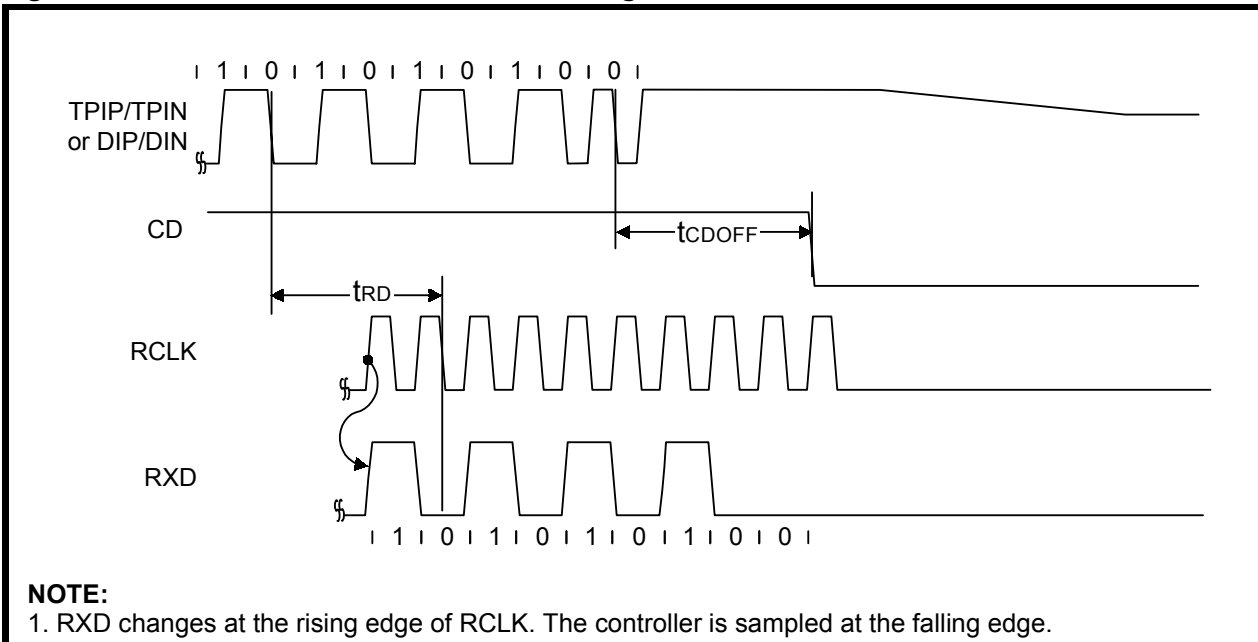 I 1 I 0 I 1 I 0 I 1 I 0 I 1 I 0 I 0 I
TPIP/TPIN
or DIP/DIN
CD
tCDOFF
tRD
RCLK
RXD
I 1 I 0 I 1 I 0 I 1 I 0 I 1 I 0 I 0 I
NOTE:
1. RXD changes at the rising edge of RCLK. The controller is sampled at the falling edge.